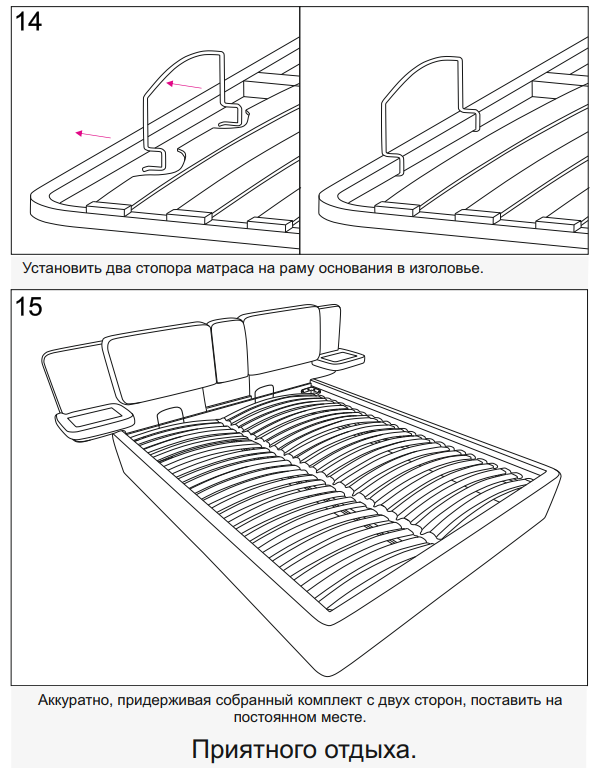 14
Установить два стопора матраса на раму основания в изголовье.
15
Аккуратно, придерживая собранный комплект с двух сторон, поставить на
постоянном месте.
Приятного отдыха.